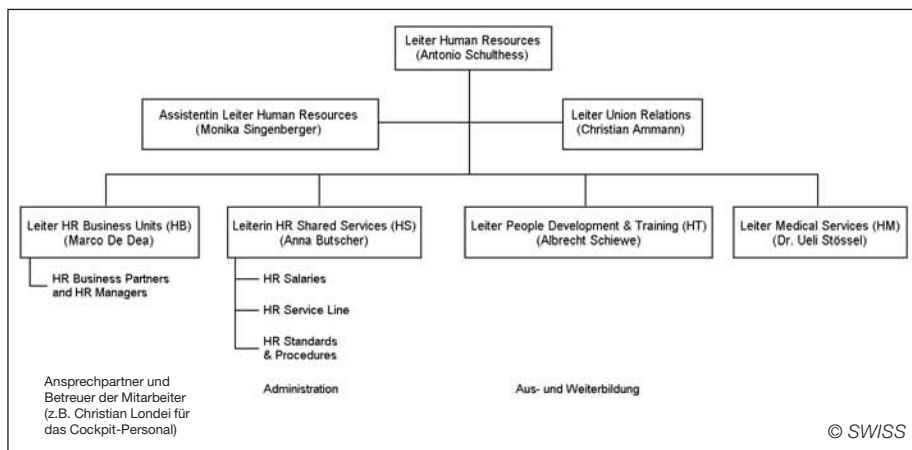 Leiter Human Resources
(Antonio Schulthess)
Assistentin Leiter Human Resources
(Monika Singenberger)
Leiter Union Relations
(Christian Ammann)
Leiter HR Business Units (HB)
(Marco De Dea)
Leiterin HR Shared Services (HS)
(Anna Butscher)
Leiter People Development & Training (HT)
(Albrecht Schiewe)
Leiter Medical Services (HM)
(Dr. Ueli Stössel)
HR Business Partners
and HR Managers
HR Salaries
HR Service Line
HR Standards
& Procedures
Ansprechpartner und
Betreuer der Mitarbeiter
(z.B. Christian Londei für
das Cockpit-Personal)
Administration
Aus- und Weiterbildung
© SWISS